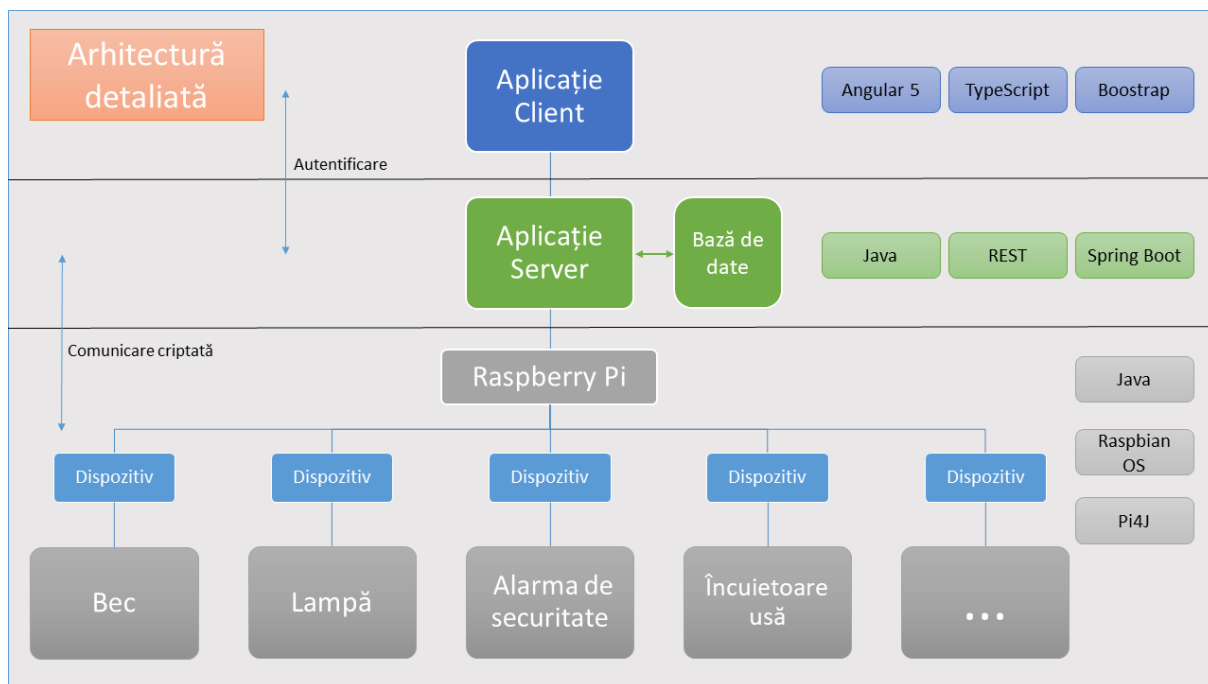 Arhitectură
detaliată
Aplicație
Client
Angular 5
TypeScript
Boostrap
Autentificare
Aplicație
Server
Bază de
date
Java
REST
Spring Boot
Comunicare criptată
Raspberry Pi
Java
Raspbian
OS
Pi4J
Dispozitiv
Dispozitiv
Dispozitiv
Dispozitiv
Dispozitiv
Bec
Lampă
Alarma de
securitate
Încuietoare
usă
...